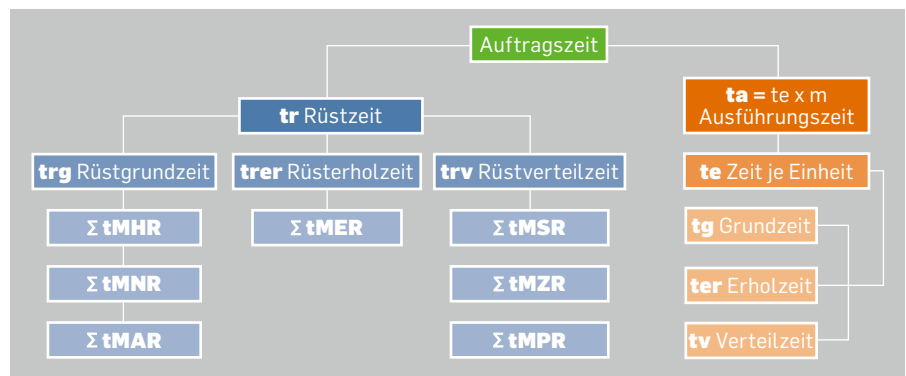 Auftragszeit
tr Rüstzeit
ta = te x m
Ausführungszeit
trg Rüstgrundzeit
trer Rüsterholzeit
trv Rüstverteilzeit
te Zeit je Einheit
Σ tMHR
Σ tMER
Σ tMSR
tg Grundzeit
Σ tMNR
Σ tMZR
ter Erholzeit
Σ tMAR
Σ tMPR
tv Verteilzeit